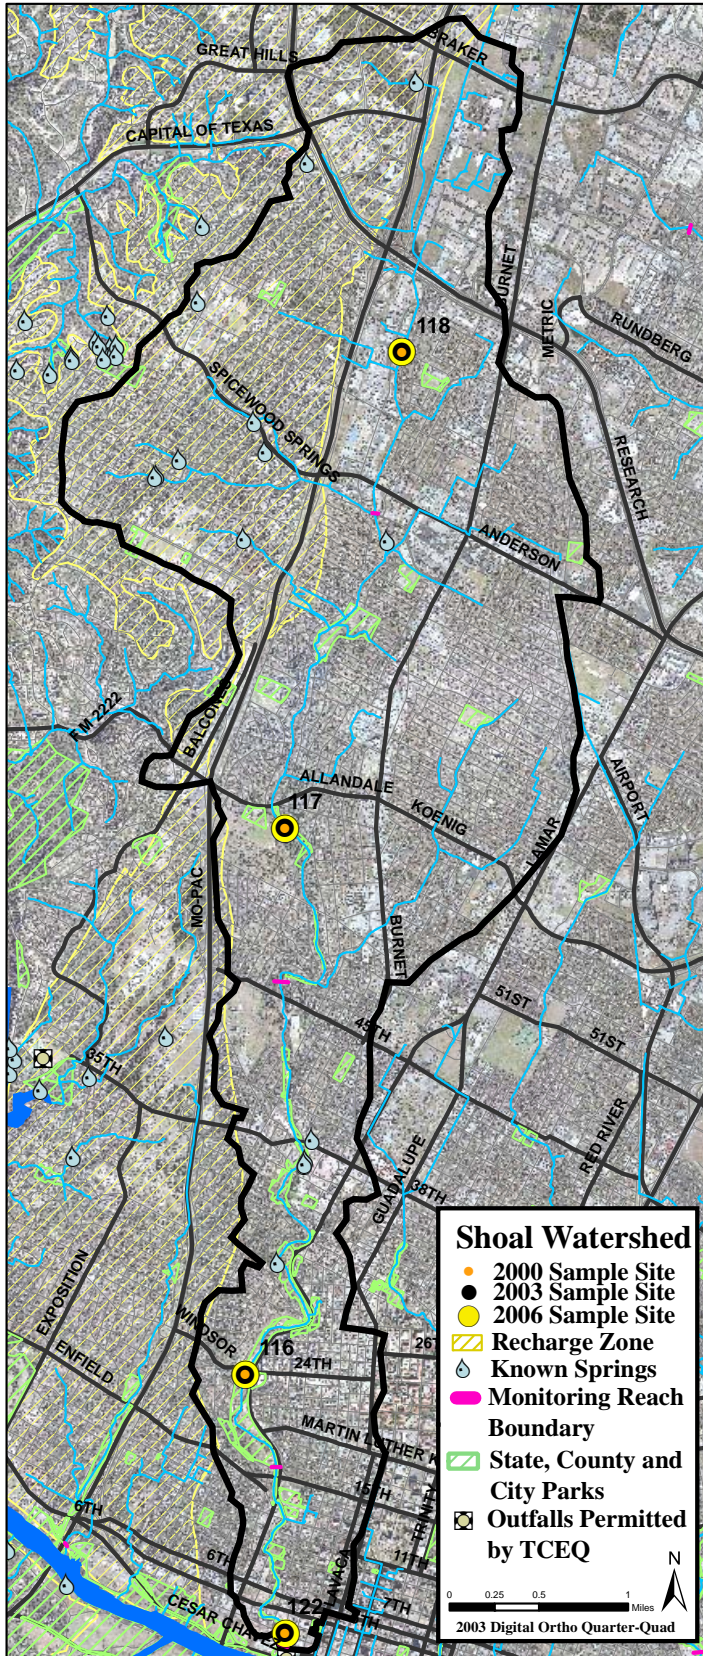 BRAKER
GREAT HILLS
CAPITAL OF TEXAS
BURNET
METRIC
RUNDBERG
118
SPICEWOOD SPRINGS
RESEARCH
ANDERSON
FM 2222
BALCONES
ALLANDALE
AIRPORT
117
KOENIG
LAMAR
MO-PAC
BURNET
45TH
51ST
51ST
35TH
RED RIVER
GUADALUPE
38TH
EXPOSITION
WINDSOR
ENFIELD
116
24TH
26T
MARTIN LUTHER K
15TH
TRINITY
6TH
11TH
6TH
LAVACA
7TH
CESAR CHAVEZ
122
Shoal Watershed
2000 Sample Site
2003 Sample Site
2006 Sample Site
Recharge Zone
Known Springs
Monitoring Reach
Boundary
State, County and
City Parks
Outfalls Permitted
by TCEQ
N
0 0.25 0.5 1
Miles
2003 Digital Ortho Quarter-Quad